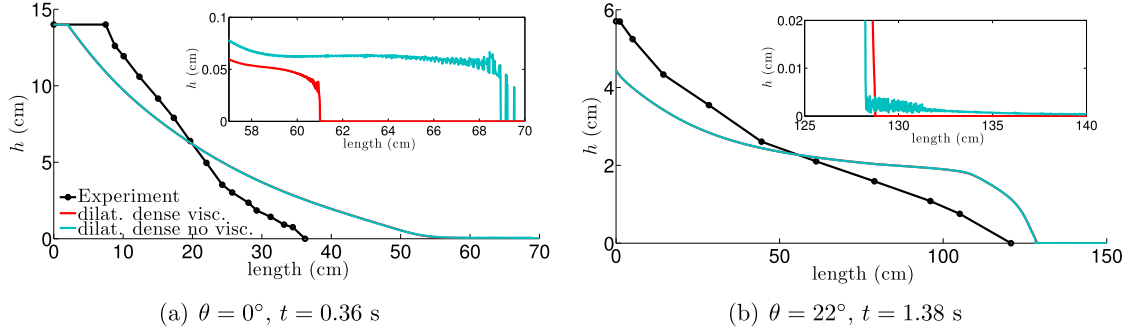 15
10
5
0
h (cm)
0 10 20 30 40 50 60 70
length (cm)
0.1
0.05
0
h (cm)
58 60 62 64 66 68 70
length (cm)
Experiment
dilat. dense visc.
dilat. dense no visc.
(a) θ = 0°, t = 0.36 s
6
4
2
0
h (cm)
0 50 100 150
length (cm)
0.02
0.01
0
h (cm)
125 130 135 140
length (cm)
(b) θ = 22°, t = 1.38 s